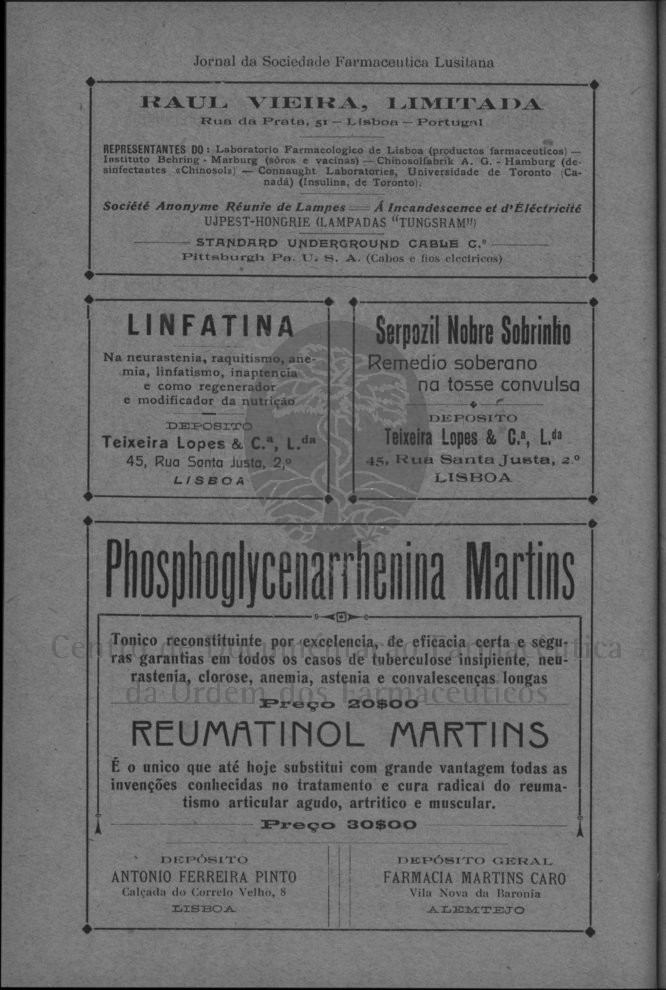 Jornal da Sociedade Farmaceutica Lusitana
RAUL VIEIRA, LIMITADA
Rua da Prata, 51 — Lisboa — Portugal
REPRESENTANTES DO: Laboratorio Farmacologico de Lisboa (productos farmaceuticos) —
Instituto Behring - Marburg (sôros e vacinas) — Chinosolfabrik A. G. - Hamburg (de-
sinfectantes «Chinosol») — Connaught Laboratories, Universidade de Toronto (Ca-
nadá) (Insulina, de Toronto).
Société Anonyme Réunie de Lampes — Á Incandescence et d'Éléctricité
UJPEST-HONGRIE (LAMPADAS "TUNGSRAM")
STANDARD UNDERGROUND CABLE C.º
Pittsburgh Pa. U. S. A. (Cabos e fios electricos)
LINFATINA
Na neurastenia, raquitismo, ane-
mia, linfatismo, inaptencia
e como regenerador
e modificador da nutrição
DEPOSITO
Teixeira Lopes & C.ª, L.da
45, Rua Santa Justa, 2,º
LISBOA
Serpozil Nobre Sobrinho
Remedio soberano
na tosse convulsa
DEPOSITO
Teixeira Lopes & C.ª, L.da
45, Rua Santa Justa, 2.º
LISBOA
Phosphoglycenarrhenina Martins
Tonico reconstituinte por excelencia, de eficacia certa e segu-
ras garantias em todos os casos de tuberculose insipiente, neu-
rastenia, clorose, anemia, astenia e convalescenças longas
Preço 20$00
REUMATINOL MARTINS
É o unico que até hoje substitui com grande vantagem todas as
invenções conhecidas no tratamento e cura radical do reuma-
tismo articular agudo, artritico e muscular.
Preço 30$00
DEPÓSITO
ANTONIO FERREIRA PINTO
Calçada do Correio Velho, 8
LISBOA
DEPÓSITO GERAL
FARMACIA MARTINS CARO
Vila Nova da Baronia
ALEMTEJO
da Ordem dos Farmacêuticos